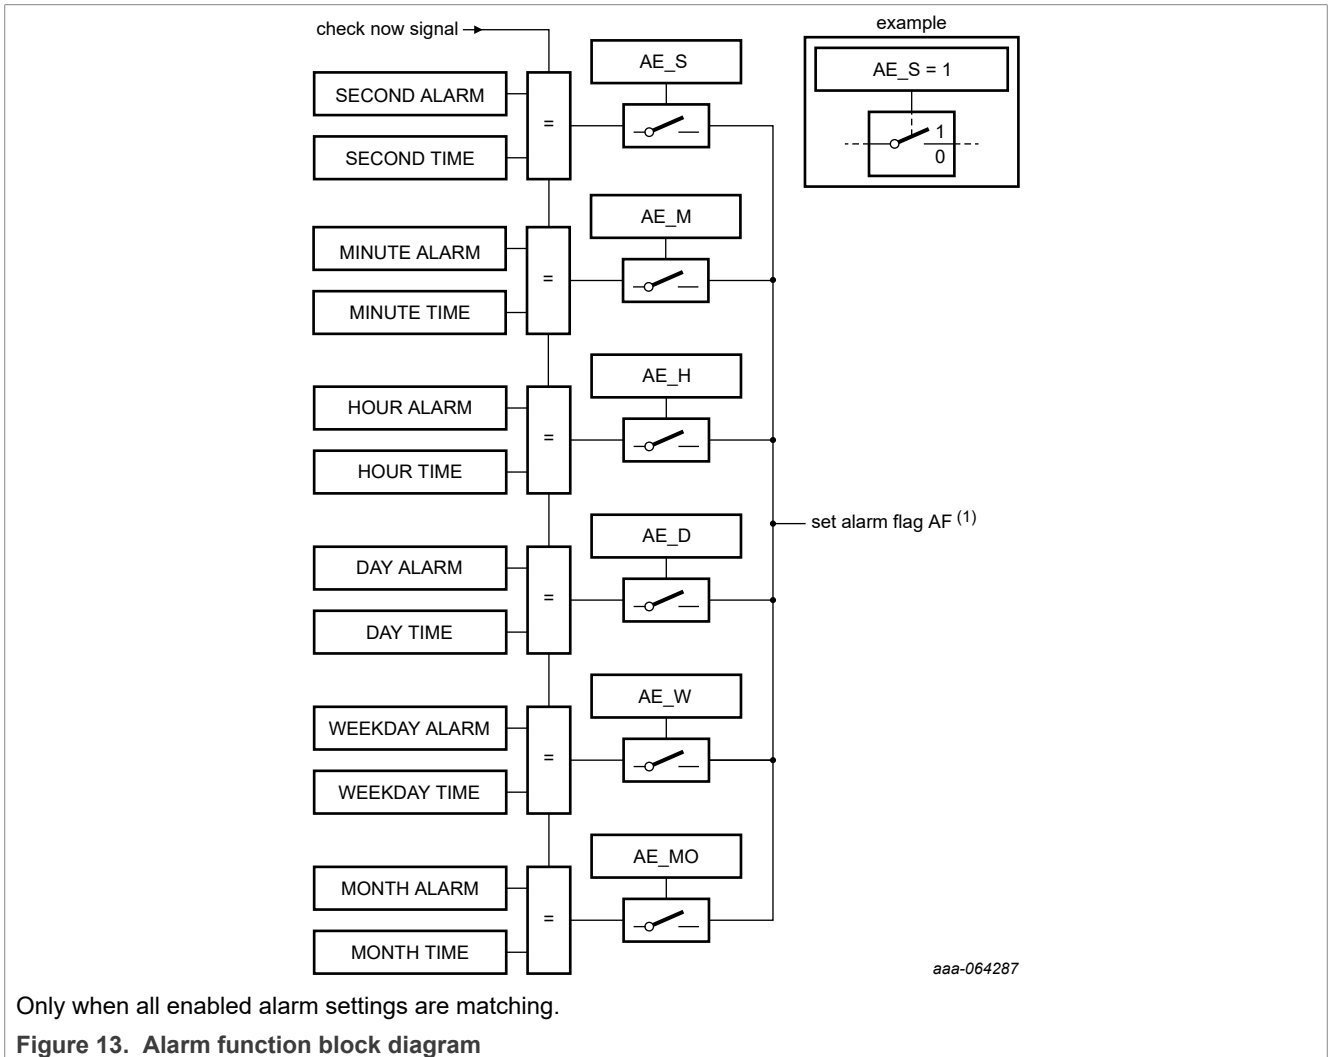 check now signal
example
SECOND ALARM
SECOND TIME
=
AE_S
AE_S = 1
1
0
MINUTE ALARM
MINUTE TIME
=
AE_M
HOUR ALARM
HOUR TIME
=
AE_H
DAY ALARM
DAY TIME
=
AE_D
set alarm flag AF (1)
WEEKDAY ALARM
WEEKDAY TIME
=
AE_W
MONTH ALARM
MONTH TIME
=
AE_MO
aaa-064287
Only when all enabled alarm settings are matching.
Figure 13. Alarm function block diagram